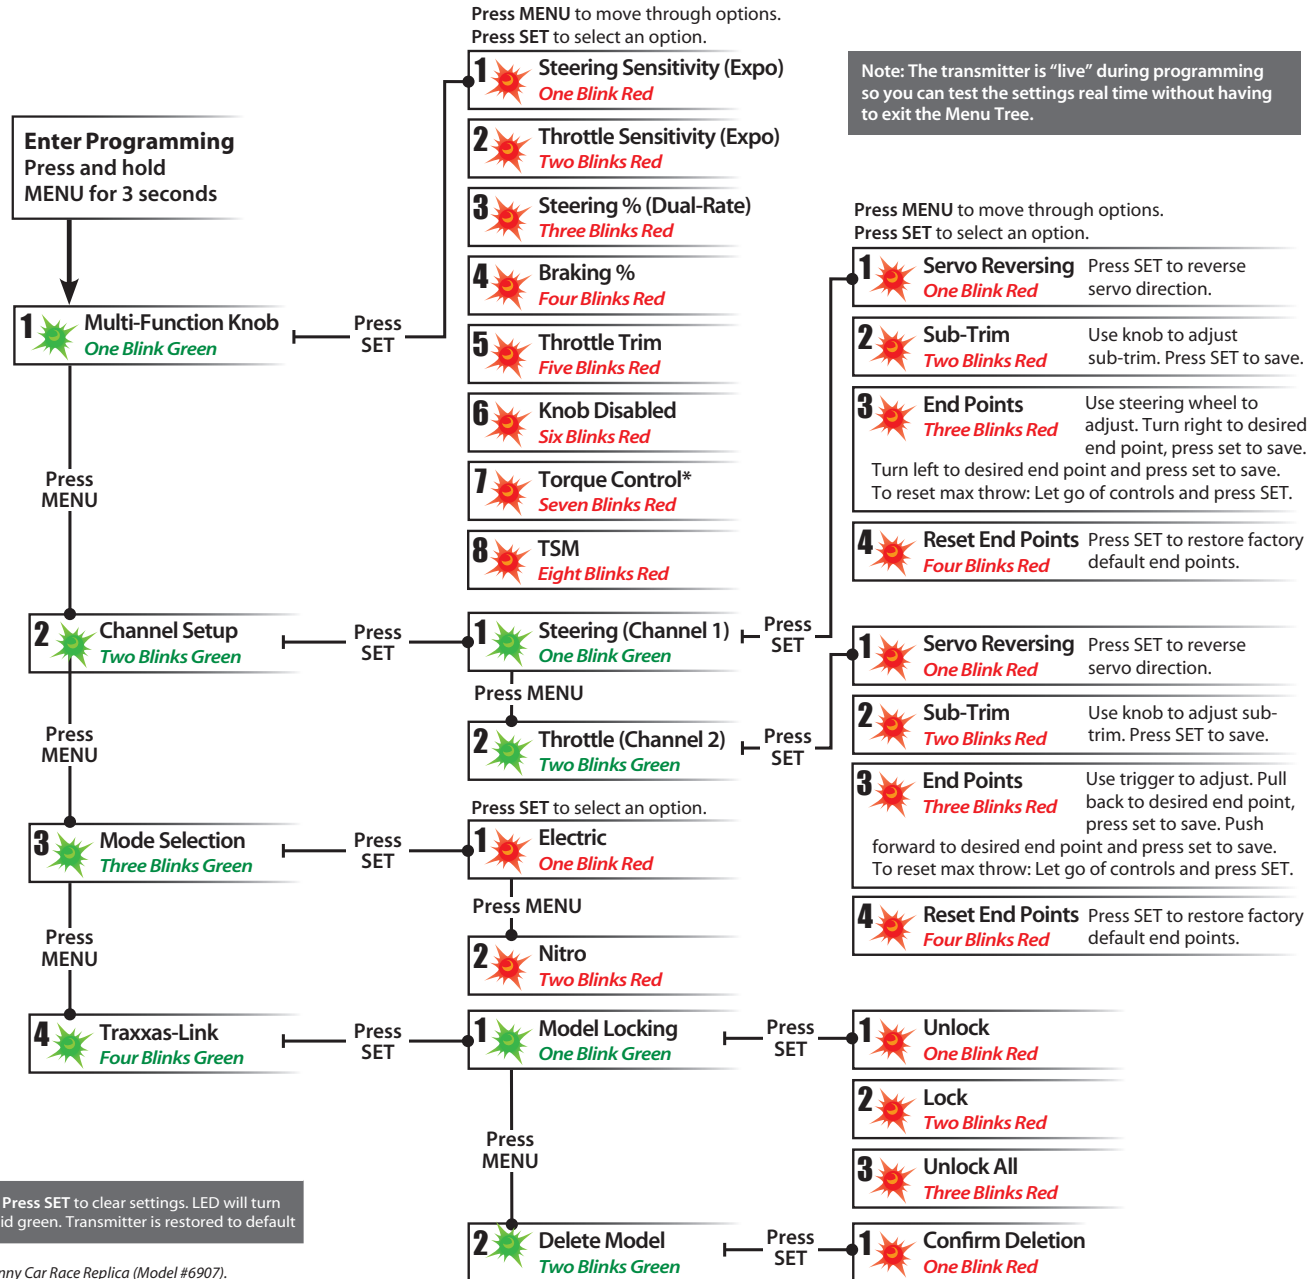 Press MENU to move through options.
Press SET to select an option.
1 Steering Sensitivity (Expo)
One Blink Red
2 Throttle Sensitivity (Expo)
Two Blinks Red
3 Steering % (Dual-Rate)
Three Blinks Red
4 Braking %
Four Blinks Red
5 Throttle Trim
Five Blinks Red
6 Knob Disabled
Six Blinks Red
7 Torque Control*
Seven Blinks Red
8 TSM
Eight Blinks Red
Note: The transmitter is “live” during programming
so you can test the settings real time without having
to exit the Menu Tree.
Enter Programming
Press and hold
MENU for 3 seconds
1 Multi-Function Knob
One Blink Green
Press
SET
Press
MENU
2 Channel Setup
Two Blinks Green
Press
SET
1 Steering (Channel 1)
One Blink Green
Press
SET
Press MENU
2 Throttle (Channel 2)
Two Blinks Green
Press
SET
Press MENU to move through options.
Press SET to select an option.
1 Servo Reversing Press SET to reverse
One Blink Red servo direction.
2 Sub-Trim Use knob to adjust
Two Blinks Red sub-trim. Press SET to save.
3 End Points Use steering wheel to
Three Blinks Red adjust. Turn right to desired
end point, press set to save.
Turn left to desired end point and press set to save.
To reset max throw: Let go of controls and press SET.
4 Reset End Points Press SET to restore factory
Four Blinks Red default end points.
1 Servo Reversing Press SET to reverse
One Blink Red servo direction.
2 Sub-Trim Use knob to adjust sub-
Two Blinks Red trim. Press SET to save.
3 End Points Use trigger to adjust. Pull
Three Blinks Red back to desired end point,
press set to save. Push
forward to desired end point and press set to save.
To reset max throw: Let go of controls and press SET.
4 Reset End Points Press SET to restore factory
Four Blinks Red default end points.
Press
MENU
3 Mode Selection
Three Blinks Green
Press
SET
Press SET to select an option.
1 Electric
One Blink Red
Press MENU
2 Nitro
Two Blinks Red
Press
MENU
4 Traxxas-Link
Four Blinks Green
Press
SET
1 Model Locking
One Blink Green
Press
SET
1 Unlock
One Blink Red
2 Lock
Two Blinks Red
3 Unlock All
Three Blinks Red
Press
MENU
2 Delete Model
Two Blinks Green
Press
SET
1 Confirm Deletion
One Blink Red
Press SET to clear settings. LED will turn
green. Transmitter is restored to default
Car Race Replica (Model #6907).